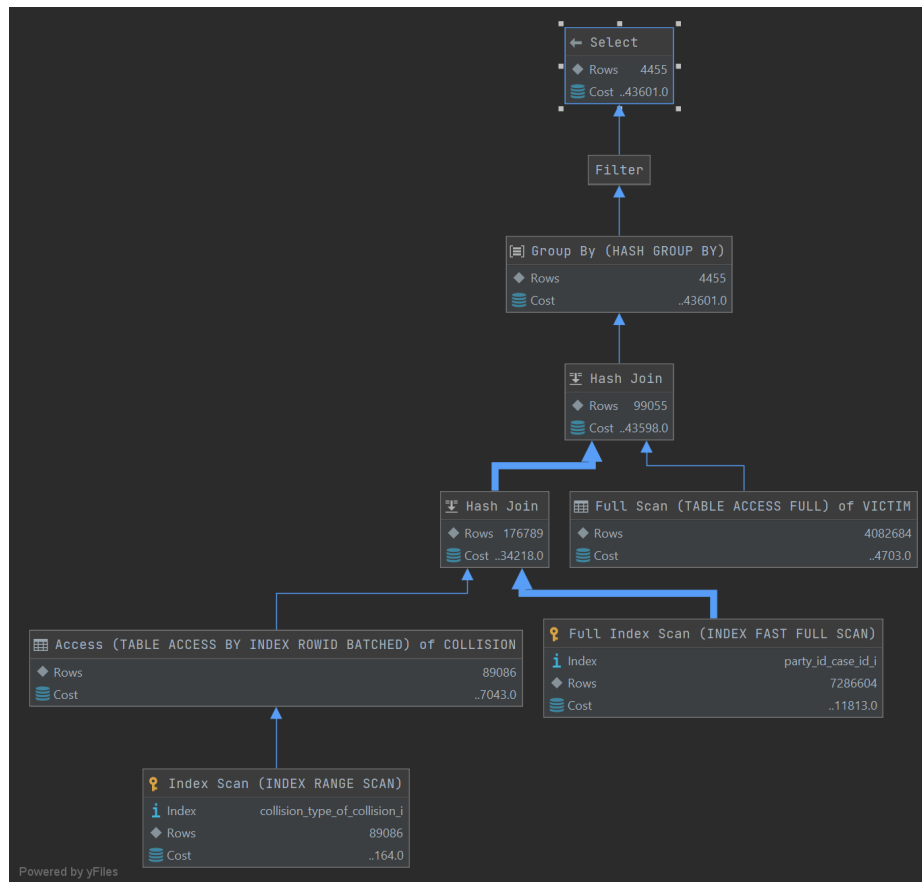 Select
Rows 4455
Cost ..43601.0
Filter
Group By (HASH GROUP BY)
Rows 4455
Cost ..43601.0
Hash Join
Rows 99055
Cost ..43598.0
Hash Join
Rows 176789
Cost ..34218.0
Full Scan (TABLE ACCESS FULL) of VICTIM
Rows 4082684
Cost ..4703.0
Access (TABLE ACCESS BY INDEX ROWID BATCHED) of COLLISION
Rows 89086
Cost ..7043.0
Full Index Scan (INDEX FAST FULL SCAN)
i Index party_id_case_id_i
Rows 7286604
Cost ..11813.0
Index Scan (INDEX RANGE SCAN)
i Index collision_type_of_collision_i
Rows 89086
Cost ..164.0
Powered by yFiles